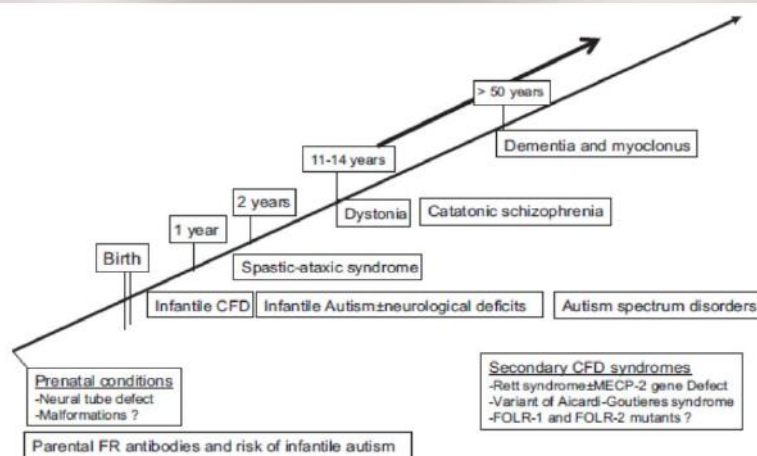 > 50 years
Dementia and myoclonus
11-14 years
Dystonia
Catatonic schizophrenia
2 years
1 year
Spastic-ataxic syndrome
Birth
Infantile CFD
Infantile Autism±neurological deficits
Autism spectrum disorders
Prenatal conditions
-Neural tube defect
-Malformations ?
Secondary CFD syndromes
-Rett syndrome±MECP-2 gene Defect
-Variant of Aicardi-Goutieres syndrome
-FOLR-1 and FOLR-2 mutants ?
Parental FR antibodies and risk of infantile autism